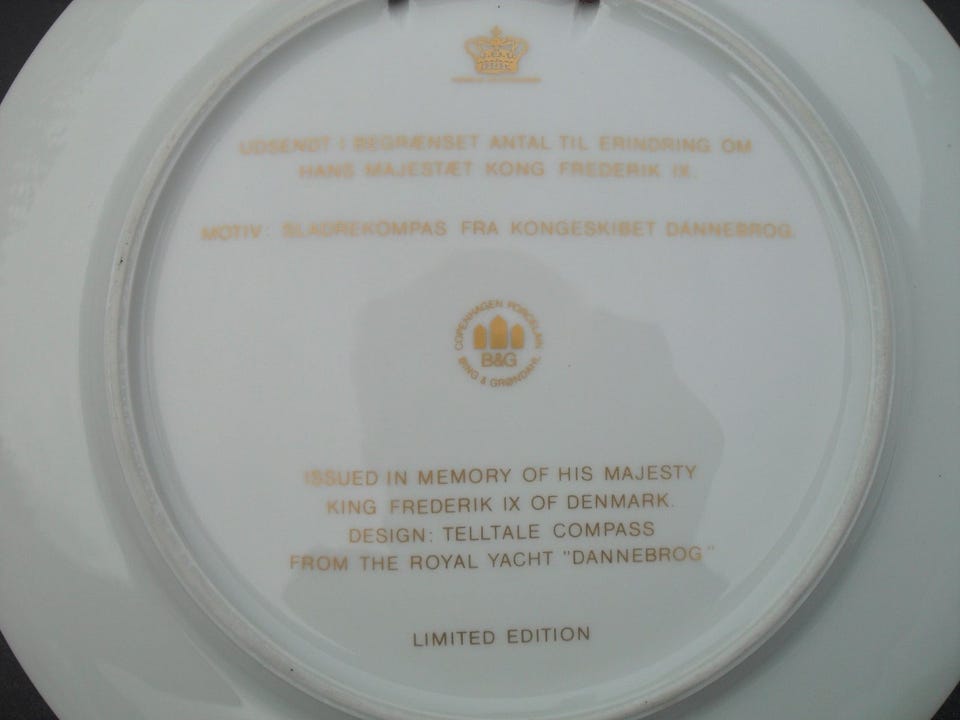 UDSENDT I BEGRÆNSET ANTAL TIL ERINDRING OM
HANS MAJESTÆT KONG FREDERIK IX.
MOTIV: SLADREKOMPAS FRA KONGESKIBET DANNEBROG.
COPENHAGEN PORCELAIN
B&G
BING & GRØNDAHL
ISSUED IN MEMORY OF HIS MAJESTY
KING FREDERIK IX OF DENMARK.
DESIGN: TELLTALE COMPASS
FROM THE ROYAL YACHT "DANNEBROG"
LIMITED EDITION